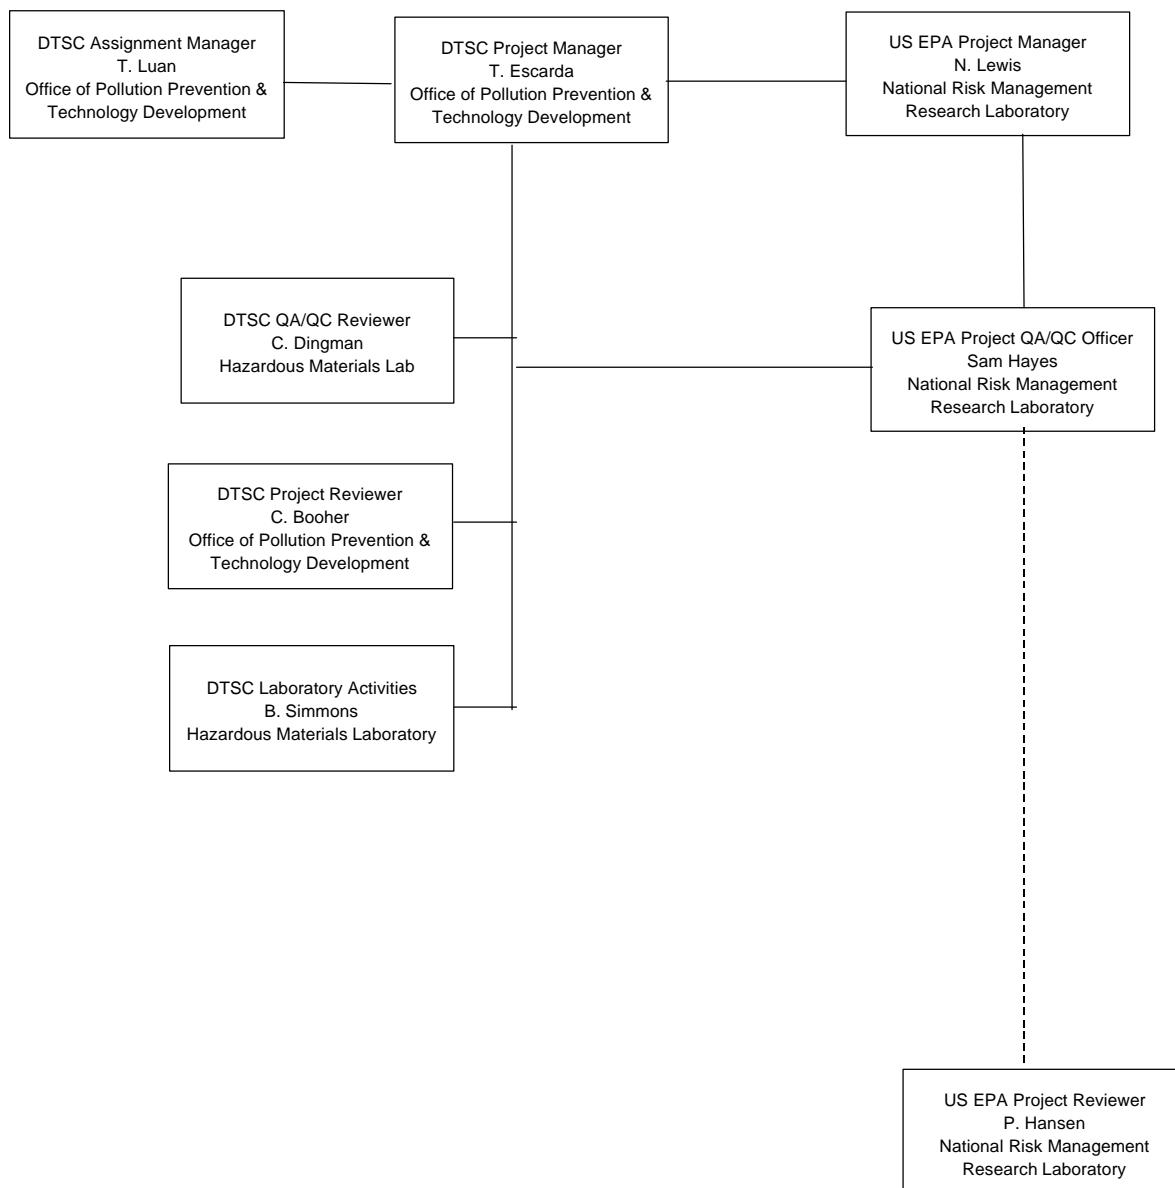 DTSC Assignment Manager
T. Luan
Office of Pollution Prevention &
Technology Development
DTSC Project Manager
T. Escarda
Office of Pollution Prevention &
Technology Development
US EPA Project Manager
N. Lewis
National Risk Management
Research Laboratory
DTSC QA/QC Reviewer
C. Dingman
Hazardous Materials Lab
US EPA Project QA/QC Officer
Sam Hayes
National Risk Management
Research Laboratory
DTSC Project Reviewer
C. Booher
Office of Pollution Prevention &
Technology Development
DTSC Laboratory Activities
B. Simmons
Hazardous Materials Laboratory
US EPA Project Reviewer
P. Hansen
National Risk Management
Research Laboratory